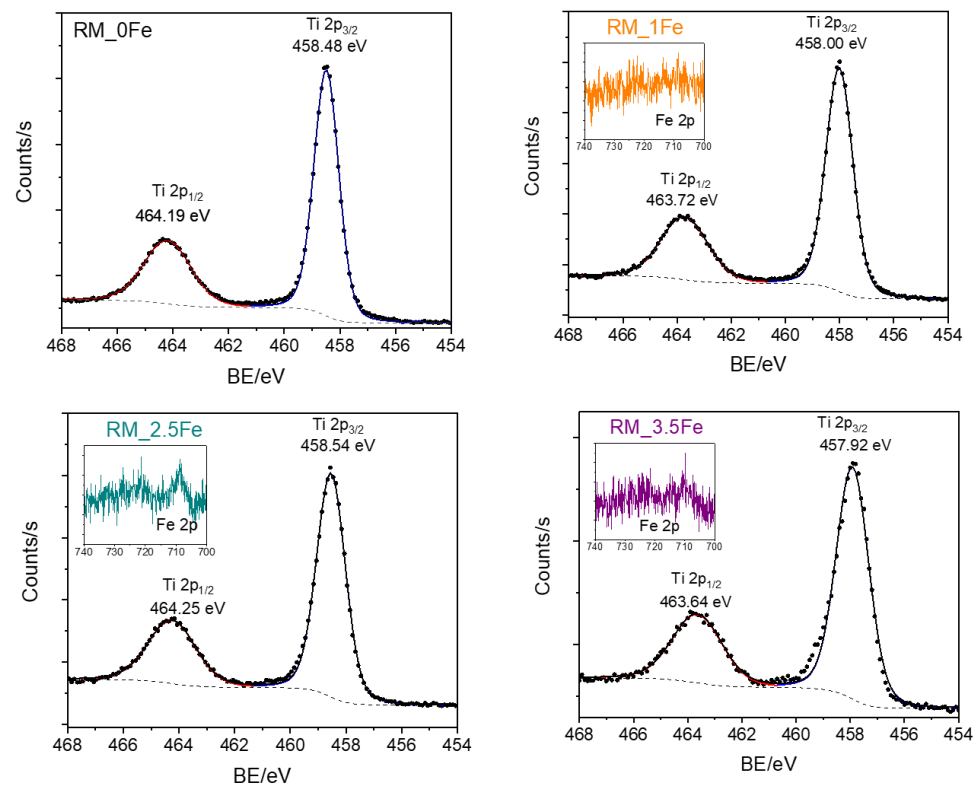 RM_0Fe
Ti 2p3/2
458.48 eV
Ti 2p1/2
464.19 eV
Counts/s
468 466 464 462 460 458 456 454
BE/eV
RM_1Fe
Ti 2p3/2
458.00 eV
Fe 2p
740 730 720 710 700
Ti 2p1/2
463.72 eV
Counts/s
468 466 464 462 460 458 456 454
BE/eV
RM_2.5Fe
Ti 2p3/2
458.54 eV
Fe 2p
740 730 720 710 700
Ti 2p1/2
464.25 eV
Counts/s
468 466 464 462 460 458 456 454
BE/eV
RM_3.5Fe
Ti 2p3/2
457.92 eV
Fe 2p
740 730 720 710 700
Ti 2p1/2
463.64 eV
Counts/s
468 466 464 462 460 458 456 454
BE/eV